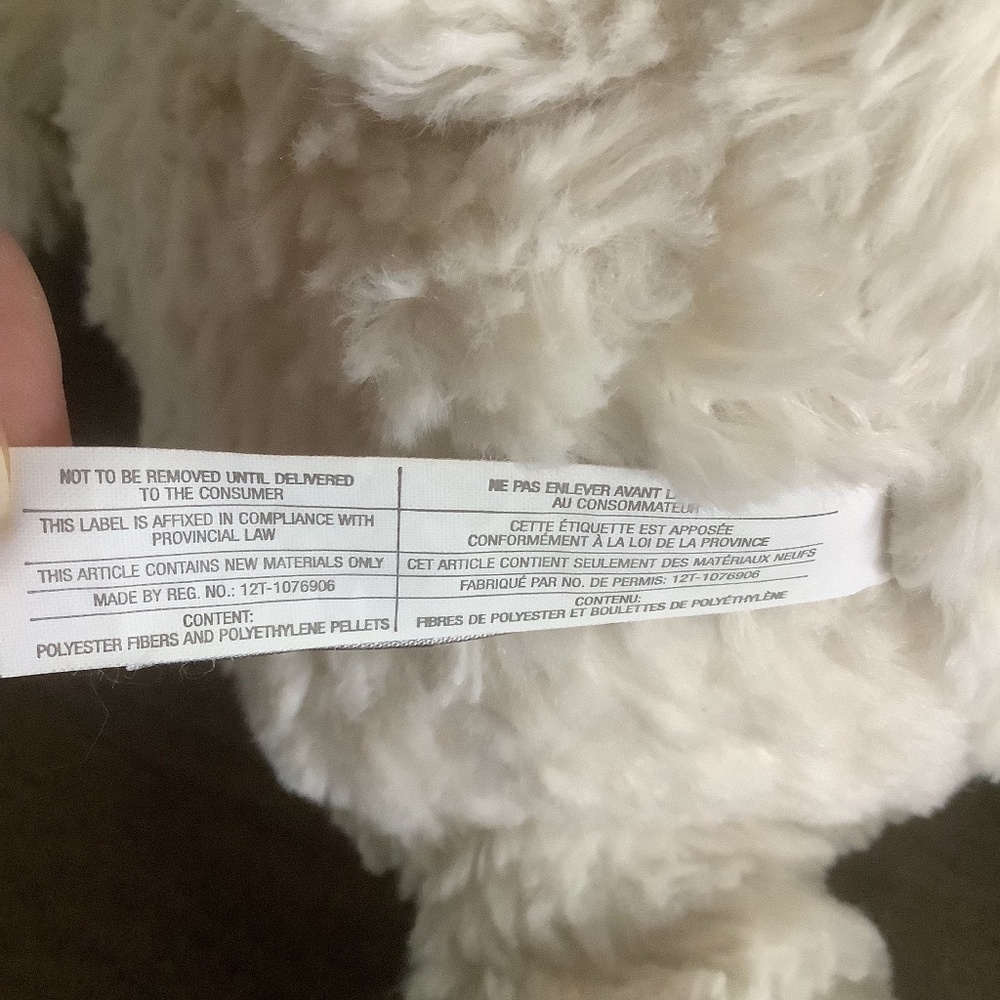 NOT TO BE REMOVED UNTIL DELIVERED
TO THE CONSUMER
THIS LABEL IS AFFIXED IN COMPLIANCE WITH
PROVINCIAL LAW
THIS ARTICLE CONTAINS NEW MATERIALS ONLY
MADE BY REG. NO.: 12T-1076906
CONTENT:
POLYESTER FIBERS AND POLYETHYLENE PELLETS
NE PAS ENLEVER AVANT
AU CONSOMMATEUR
CETTE ÉTIQUETTE EST APPOSÉE
CONFORMÉMENT À LA LOI DE LA PROVINCE
CET ARTICLE CONTIENT SEULEMENT DES MATÉRIAUX NEUFS
FABRIQUÉ PAR NO. DE PERMIS: 12T-1076906
CONTENU:
FIBRES DE POLYESTER ET BOULETTES DE POLYÉTHYLÈNE